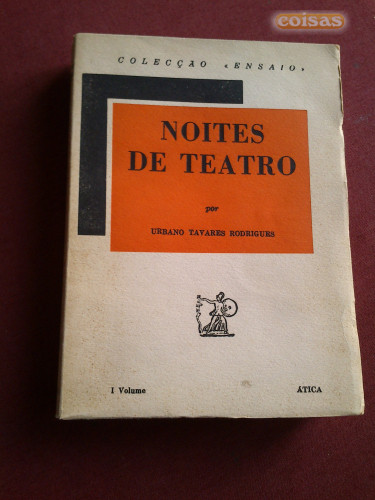 coisas
COLECÇÃO «ENSAIO»
NOITES
DE TEATRO
por
URBANO TAVARES RODRIGUES
I Volume
ÁTICA